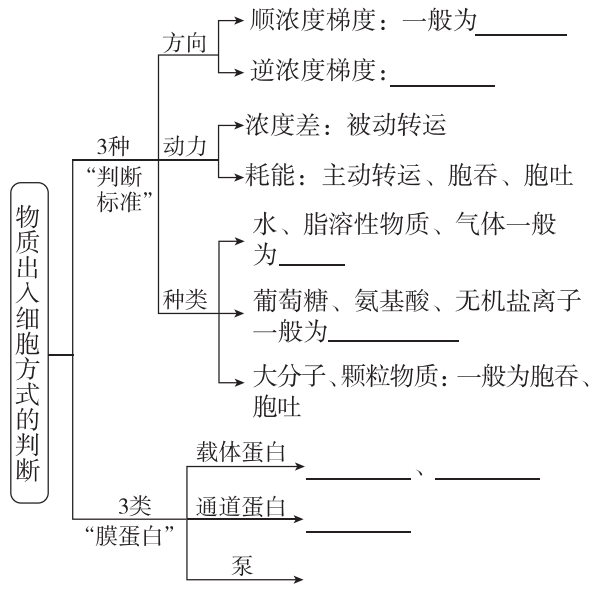 物质出入细胞方式的判断
3种
“判断
标准”
方向
顺浓度梯度：一般为
逆浓度梯度：
动力
浓度差：被动转运
耗能：主动转运、胞吞、胞吐
种类
水、脂溶性物质、气体一般
为
葡萄糖、氨基酸、无机盐离子
一般为
大分子、颗粒物质：一般为胞吞、
胞吐
3类
“膜蛋白”
载体蛋白
、
通道蛋白
泵